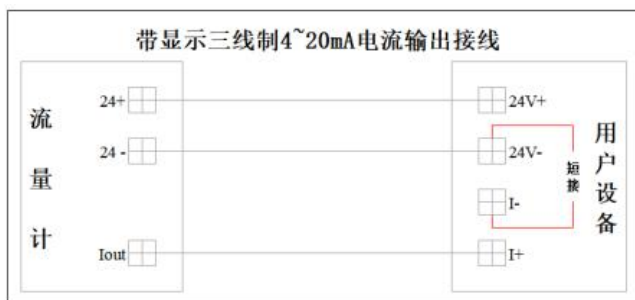 带显示三线制4~20mA电流输出接线
流量计
24+
24 -
Iout
24V+
24V-
I-
I+
短接
用户设备